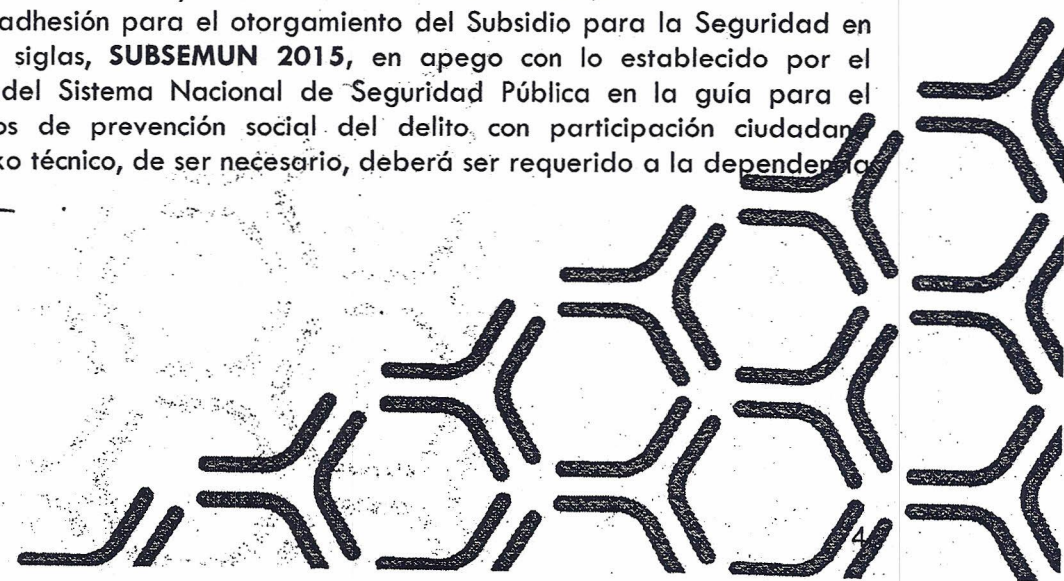 adhesión para el otorgamiento del Subsidio para la Seguridad en
siglas, SUBSEMUN 2015, en apego con lo establecido por el
del Sistema Nacional de Seguridad Pública en la guía para el
os de prevención social del delito con participación ciudadana
xo técnico, de ser necesario, deberá ser requerido a la dependencia
4